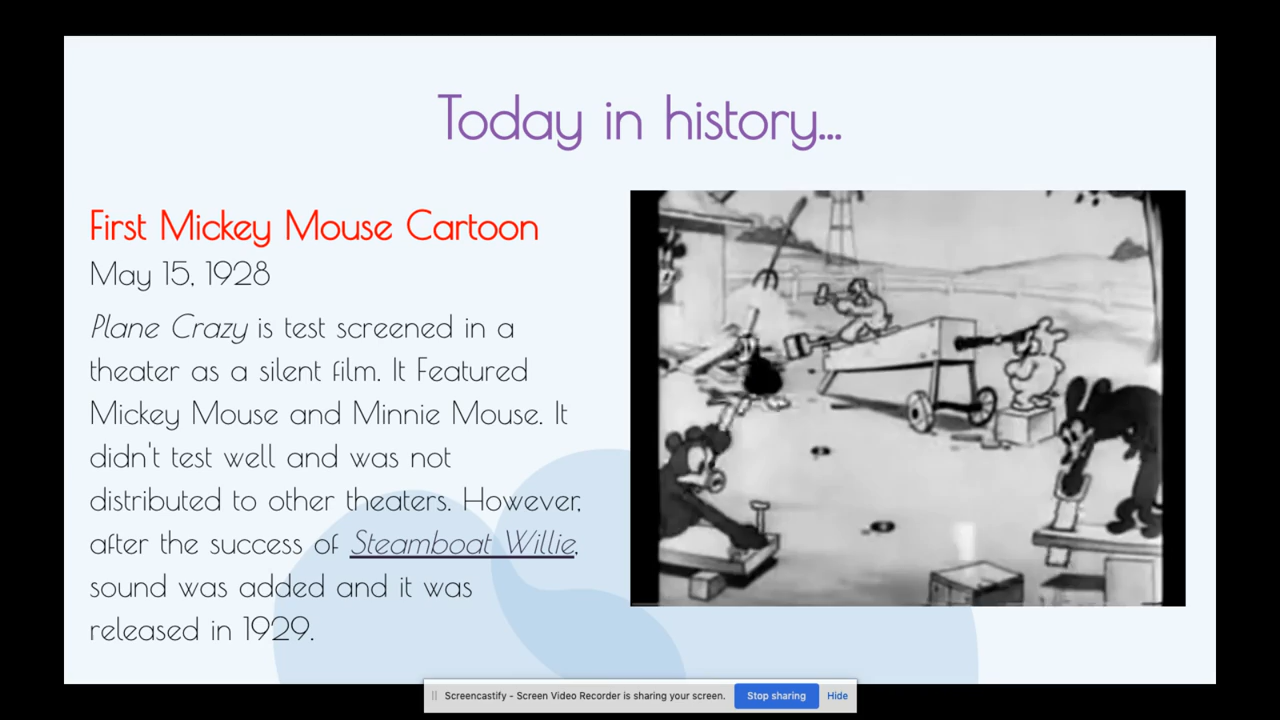 Today in history...
First Mickey Mouse Cartoon
May 15, 1928
Plane Crazy is test screened in a
theater as a silent film. It Featured
Mickey Mouse and Minnie Mouse. It
didn't test well and was not
distributed to other theaters. However,
after the success of Steamboat Willie,
sound was added and it was
released in 1929.
Screencastify - Screen Video Recorder is sharing your screen. Stop sharing Hide